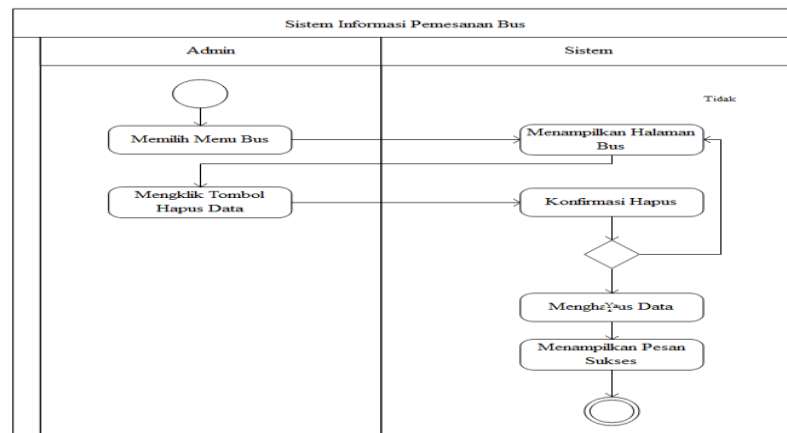 Sistem Informasi Pemesanan Bus
Admin
Sistem
Tidak
Memilih Menu Bus
Menampilkan Halaman
Bus
Mengklik Tombol
Hapus Data
Konfirmasi Hapus
Menghapus Data
Ya
Menampilkan Pesan
Sukses